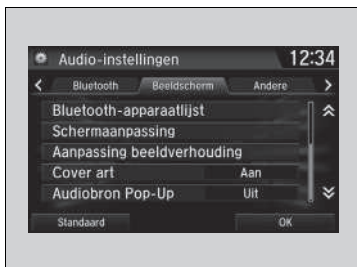 Audio-instellingen 12:34
Bluetooth Beeldscherm Andere
Bluetooth-apparaatlijst
Schermaanpassing
Aanpassing beeldverhouding
Cover art Aan
Audiobron Pop-Up Uit
Standaard OK